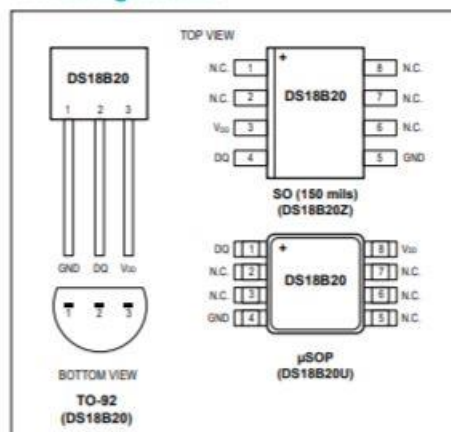 TOP VIEW
DS18B20
1 2 3
GND DQ VDD
1 2 3
BOTTOM VIEW
TO-92
(DS18B20)
+
N.C. 1 8 N.C.
N.C. 2 DS18B20 7 N.C.
VDD 3 6 N.C.
DQ 4 5 GND
SO (150 mils)
(DS18B20Z)
+
DQ 1 8 VDD
N.C. 2 DS18B20 7 N.C.
N.C. 3 6 N.C.
GND 4 5 N.C.
µSOP
(DS18B20U)